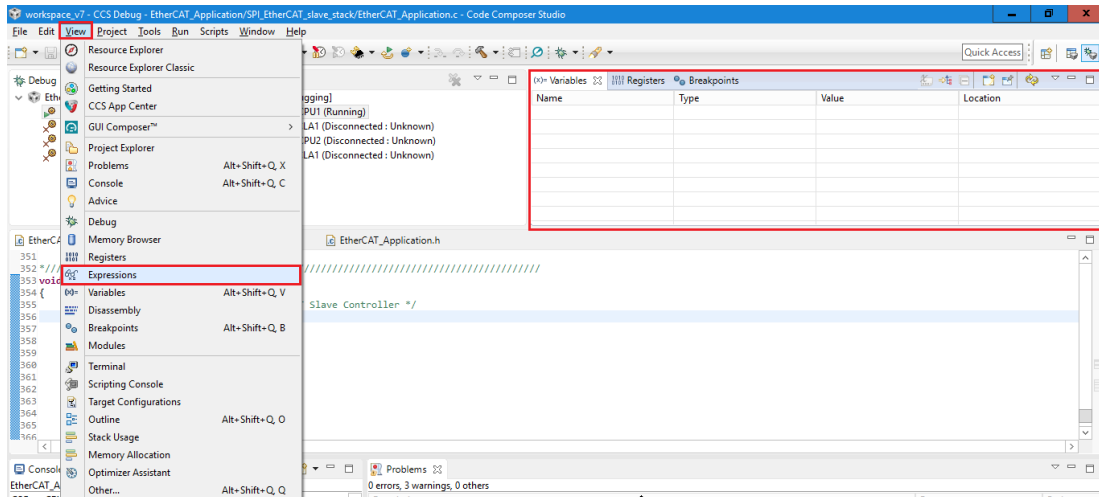 workspace_v7 - CCS Debug - EtherCAT_Application/SPI_EtherCAT_slave_stack/EtherCAT_Application.c - Code Composer Studio
File Edit View Project Tools Run Scripts Window Help
Quick Access
Debug
Resource Explorer
Resource Explorer Classic
Getting Started
CCS App Center
GUI Composer™
Project Explorer
Problems Alt+Shift+Q, X
Console Alt+Shift+Q, C
Advice
Debug
Memory Browser
Registers
Expressions
Variables Alt+Shift+Q, V
Disassembly
Breakpoints Alt+Shift+Q, B
Modules
Terminal
Scripting Console
Target Configurations
Outline Alt+Shift+Q, O
Stack Usage
Memory Allocation
Optimizer Assistant
Other... Alt+Shift+Q, Q
Eth
gging]
PU1 (Running)
LA1 (Disconnected : Unknown)
PU2 (Disconnected : Unknown)
LA1 (Disconnected : Unknown)
(x)= Variables Registers Breakpoints
Name Type Value Location
EtherCA
EtherCAT_Application.h
351
352 *///
353 voic
354 {
355 Slave Controller */
356
357
358
359
360
361
362
363
364
365
366
Console
Problems
EtherCAT_A
0 errors, 3 warnings, 0 others